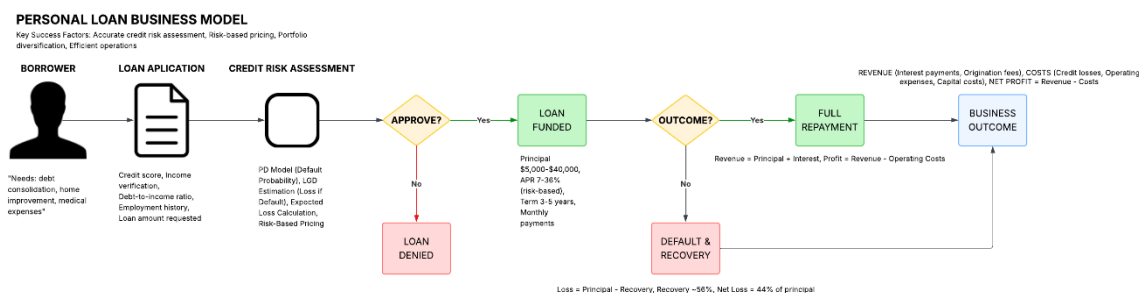 PERSONAL LOAN BUSINESS MODEL
Key Success Factors: Accurate credit risk assessment, Risk-based pricing, Portfolio
diversification, Efficient operations
BORROWER
LOAN APLICATION
CREDIT RISK ASSESSMENT
REVENUE (Interest payments, Origination fees), COSTS (Credit losses, Operating
expenses, Capital costs), NET PROFIT = Revenue - Costs
APPROVE?
Yes
LOAN
FUNDED
OUTCOME?
Yes
FULL
REPAYMENT
BUSINESS
OUTCOME
"Needs: debt
consolidation, home
improvement, medical
expenses"
Credit score, Income
verification,
Debt-to-income ratio,
Employment history,
Loan amount requested
PD Model (Default
Probability), LGD
Estimation (Loss if
Default), Expected
Loss Calculation,
Risk-Based Pricing
No
Principal
$5,000-$40,000,
APR 7-36%
(risk-based),
Term 3-5 years,
Monthly
payments
No
Revenue = Principal + Interest, Profit = Revenue - Operating Costs
LOAN
DENIED
DEFAULT &
RECOVERY
Loss = Principal - Recovery, Recovery ~56%, Net Loss = 44% of principal